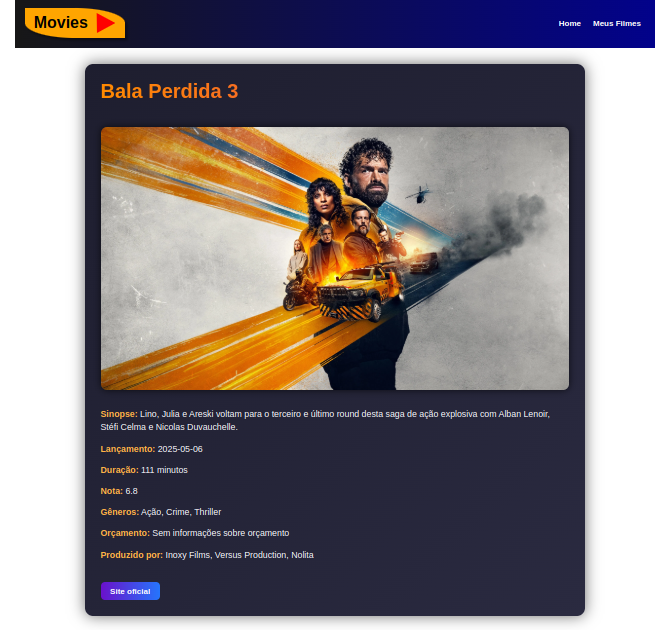 Movies
Home Meus Filmes
Bala Perdida 3
Sinopse: Lino, Julia e Areski voltam para o terceiro e último round desta saga de ação explosiva com Alban Lenoir,
Stéfi Celma e Nicolas Duvauchelle.
Lançamento: 2025-05-06
Duração: 111 minutos
Nota: 6.8
Gêneros: Ação, Crime, Thriller
Orçamento: Sem informações sobre orçamento
Produzido por: Inoxy Films, Versus Production, Nolita
Site oficial